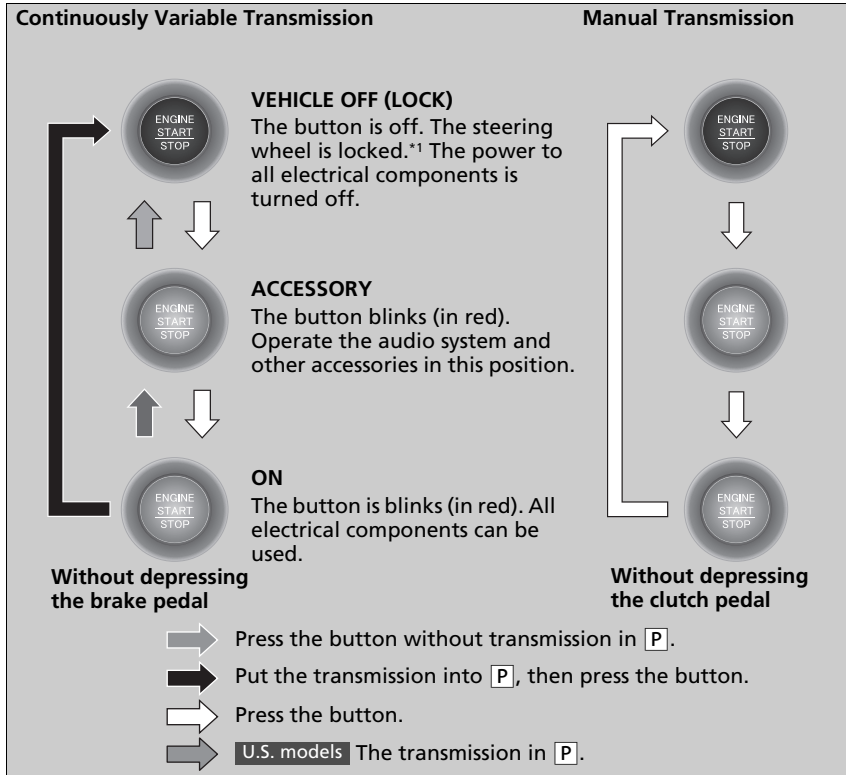 Continuously Variable Transmission
Manual Transmission
ENGINE
START
STOP
VEHICLE OFF (LOCK)
The button is off. The steering
wheel is locked.*1 The power to
all electrical components is
turned off.
ENGINE
START
STOP
ENGINE
START
STOP
ACCESSORY
The button blinks (in red).
Operate the audio system and
other accessories in this position.
ENGINE
START
STOP
ENGINE
START
STOP
ON
The button is blinks (in red). All
electrical components can be
used.
ENGINE
START
STOP
Without depressing
the brake pedal
Without depressing
the clutch pedal
Press the button without transmission in P.
Put the transmission into P, then press the button.
Press the button.
U.S. models The transmission in P.